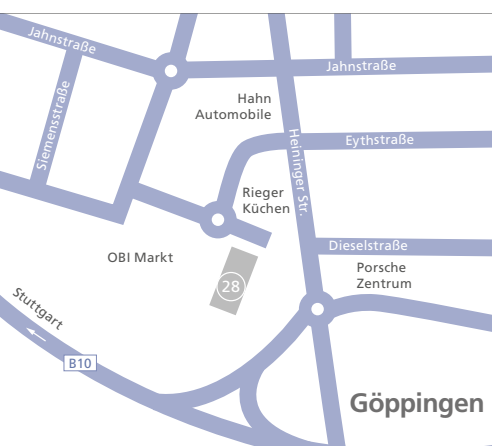 Jahnstraße
Jahnstraße
Siemensstraße
Hahn
Automobile
Heininger Str.
Eythstraße
Rieger
Küchen
Dieselstraße
OBI Markt
28
Porsche
Zentrum
Stuttgart
B10
Göppingen